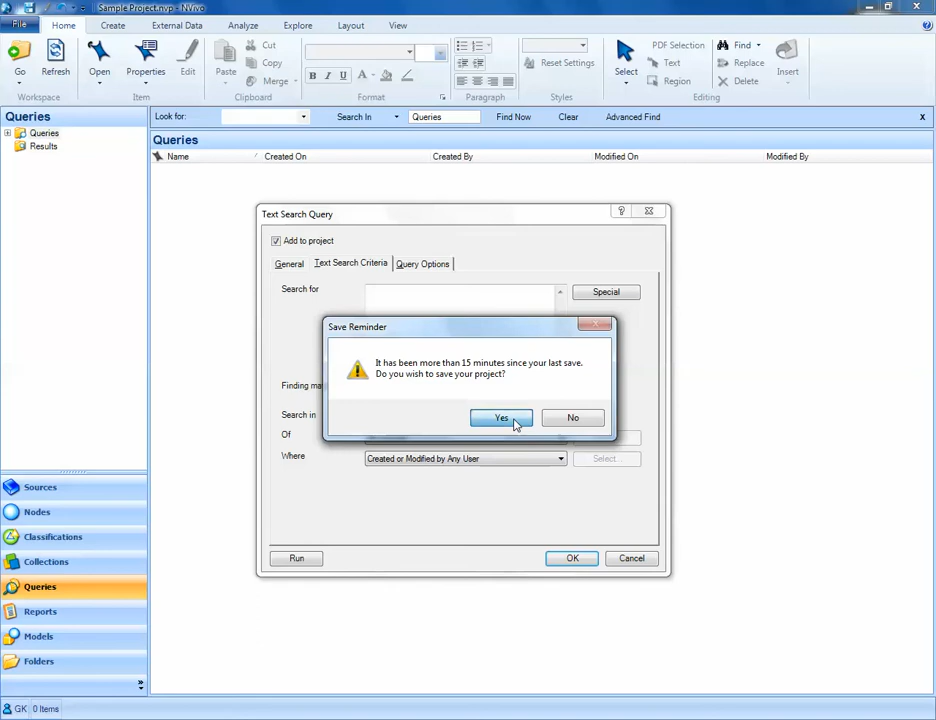 Sample Project.nvp - NVivo
File Home Create External Data Analyze Explore Layout View
Go Refresh Open Properties Edit Paste Cut Copy Merge
B I U A
Reset Settings
Select PDF Selection Text Region Find Replace Delete Insert
Workspace Item Clipboard Format Paragraph Styles Editing
Queries
Look for: Search In Queries Find Now Clear Advanced Find x
Queries
Results
Queries
Name Created On Created By Modified On Modified By
Text Search Query
Add to project
General Text Search Criteria Query Options
Search for Special
Save Reminder
It has been more than 15 minutes since your last save.
Do you wish to save your project?
Yes No
Search in
Of
Where Created or Modified by Any User Select...
Run OK Cancel
Sources
Nodes
Classifications
Collections
Queries
Reports
Models
Folders
GK 0 Items